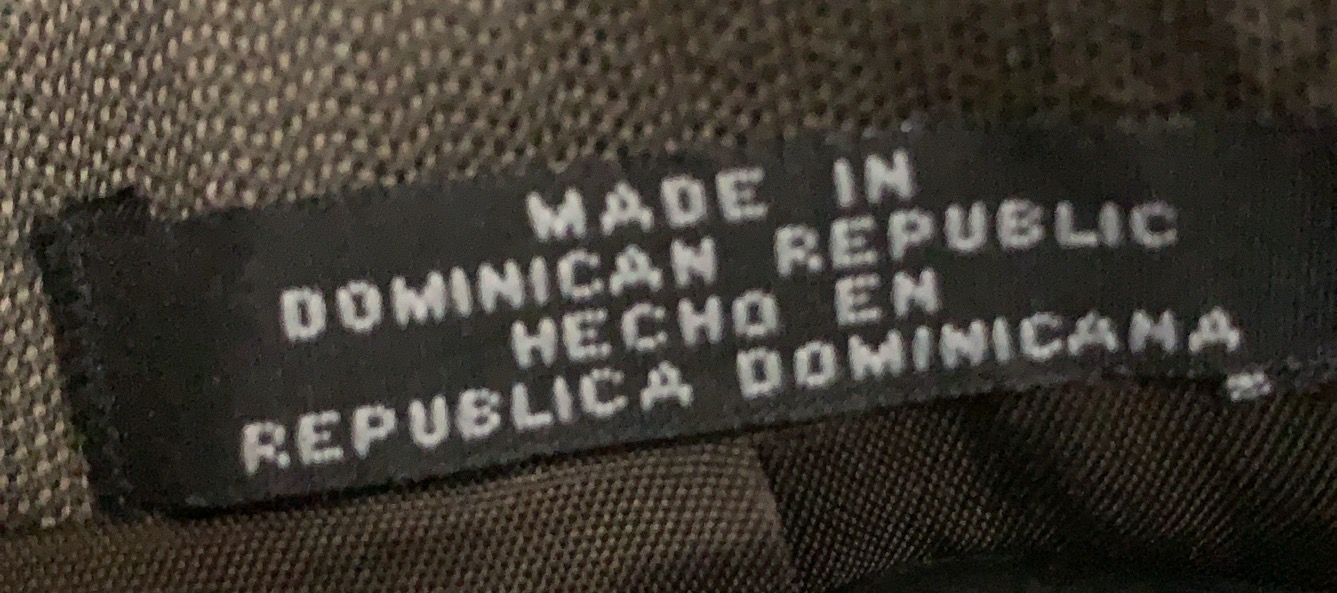 MADE IN
DOMINICAN REPUBLIC
HECHO EN
REPUBLICA DOMINICANA